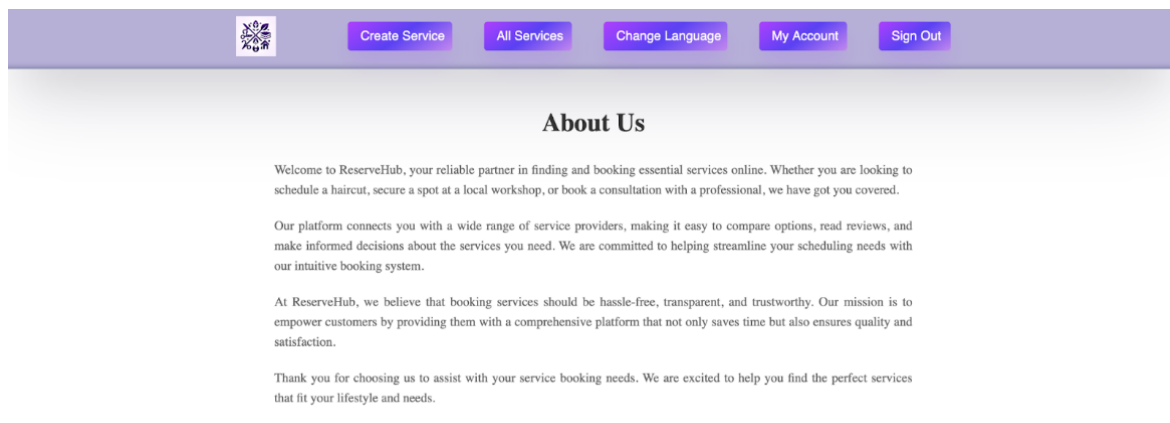 Create Service
All Services
Change Language
My Account
Sign Out
About Us
Welcome to ReserveHub, your reliable partner in finding and booking essential services online. Whether you are looking to
schedule a haircut, secure a spot at a local workshop, or book a consultation with a professional, we have got you covered.
Our platform connects you with a wide range of service providers, making it easy to compare options, read reviews, and
make informed decisions about the services you need. We are committed to helping streamline your scheduling needs with
our intuitive booking system.
At ReserveHub, we believe that booking services should be hassle-free, transparent, and trustworthy. Our mission is to
empower customers by providing them with a comprehensive platform that not only saves time but also ensures quality and
satisfaction.
Thank you for choosing us to assist with your service booking needs. We are excited to help you find the perfect services
that fit your lifestyle and needs.